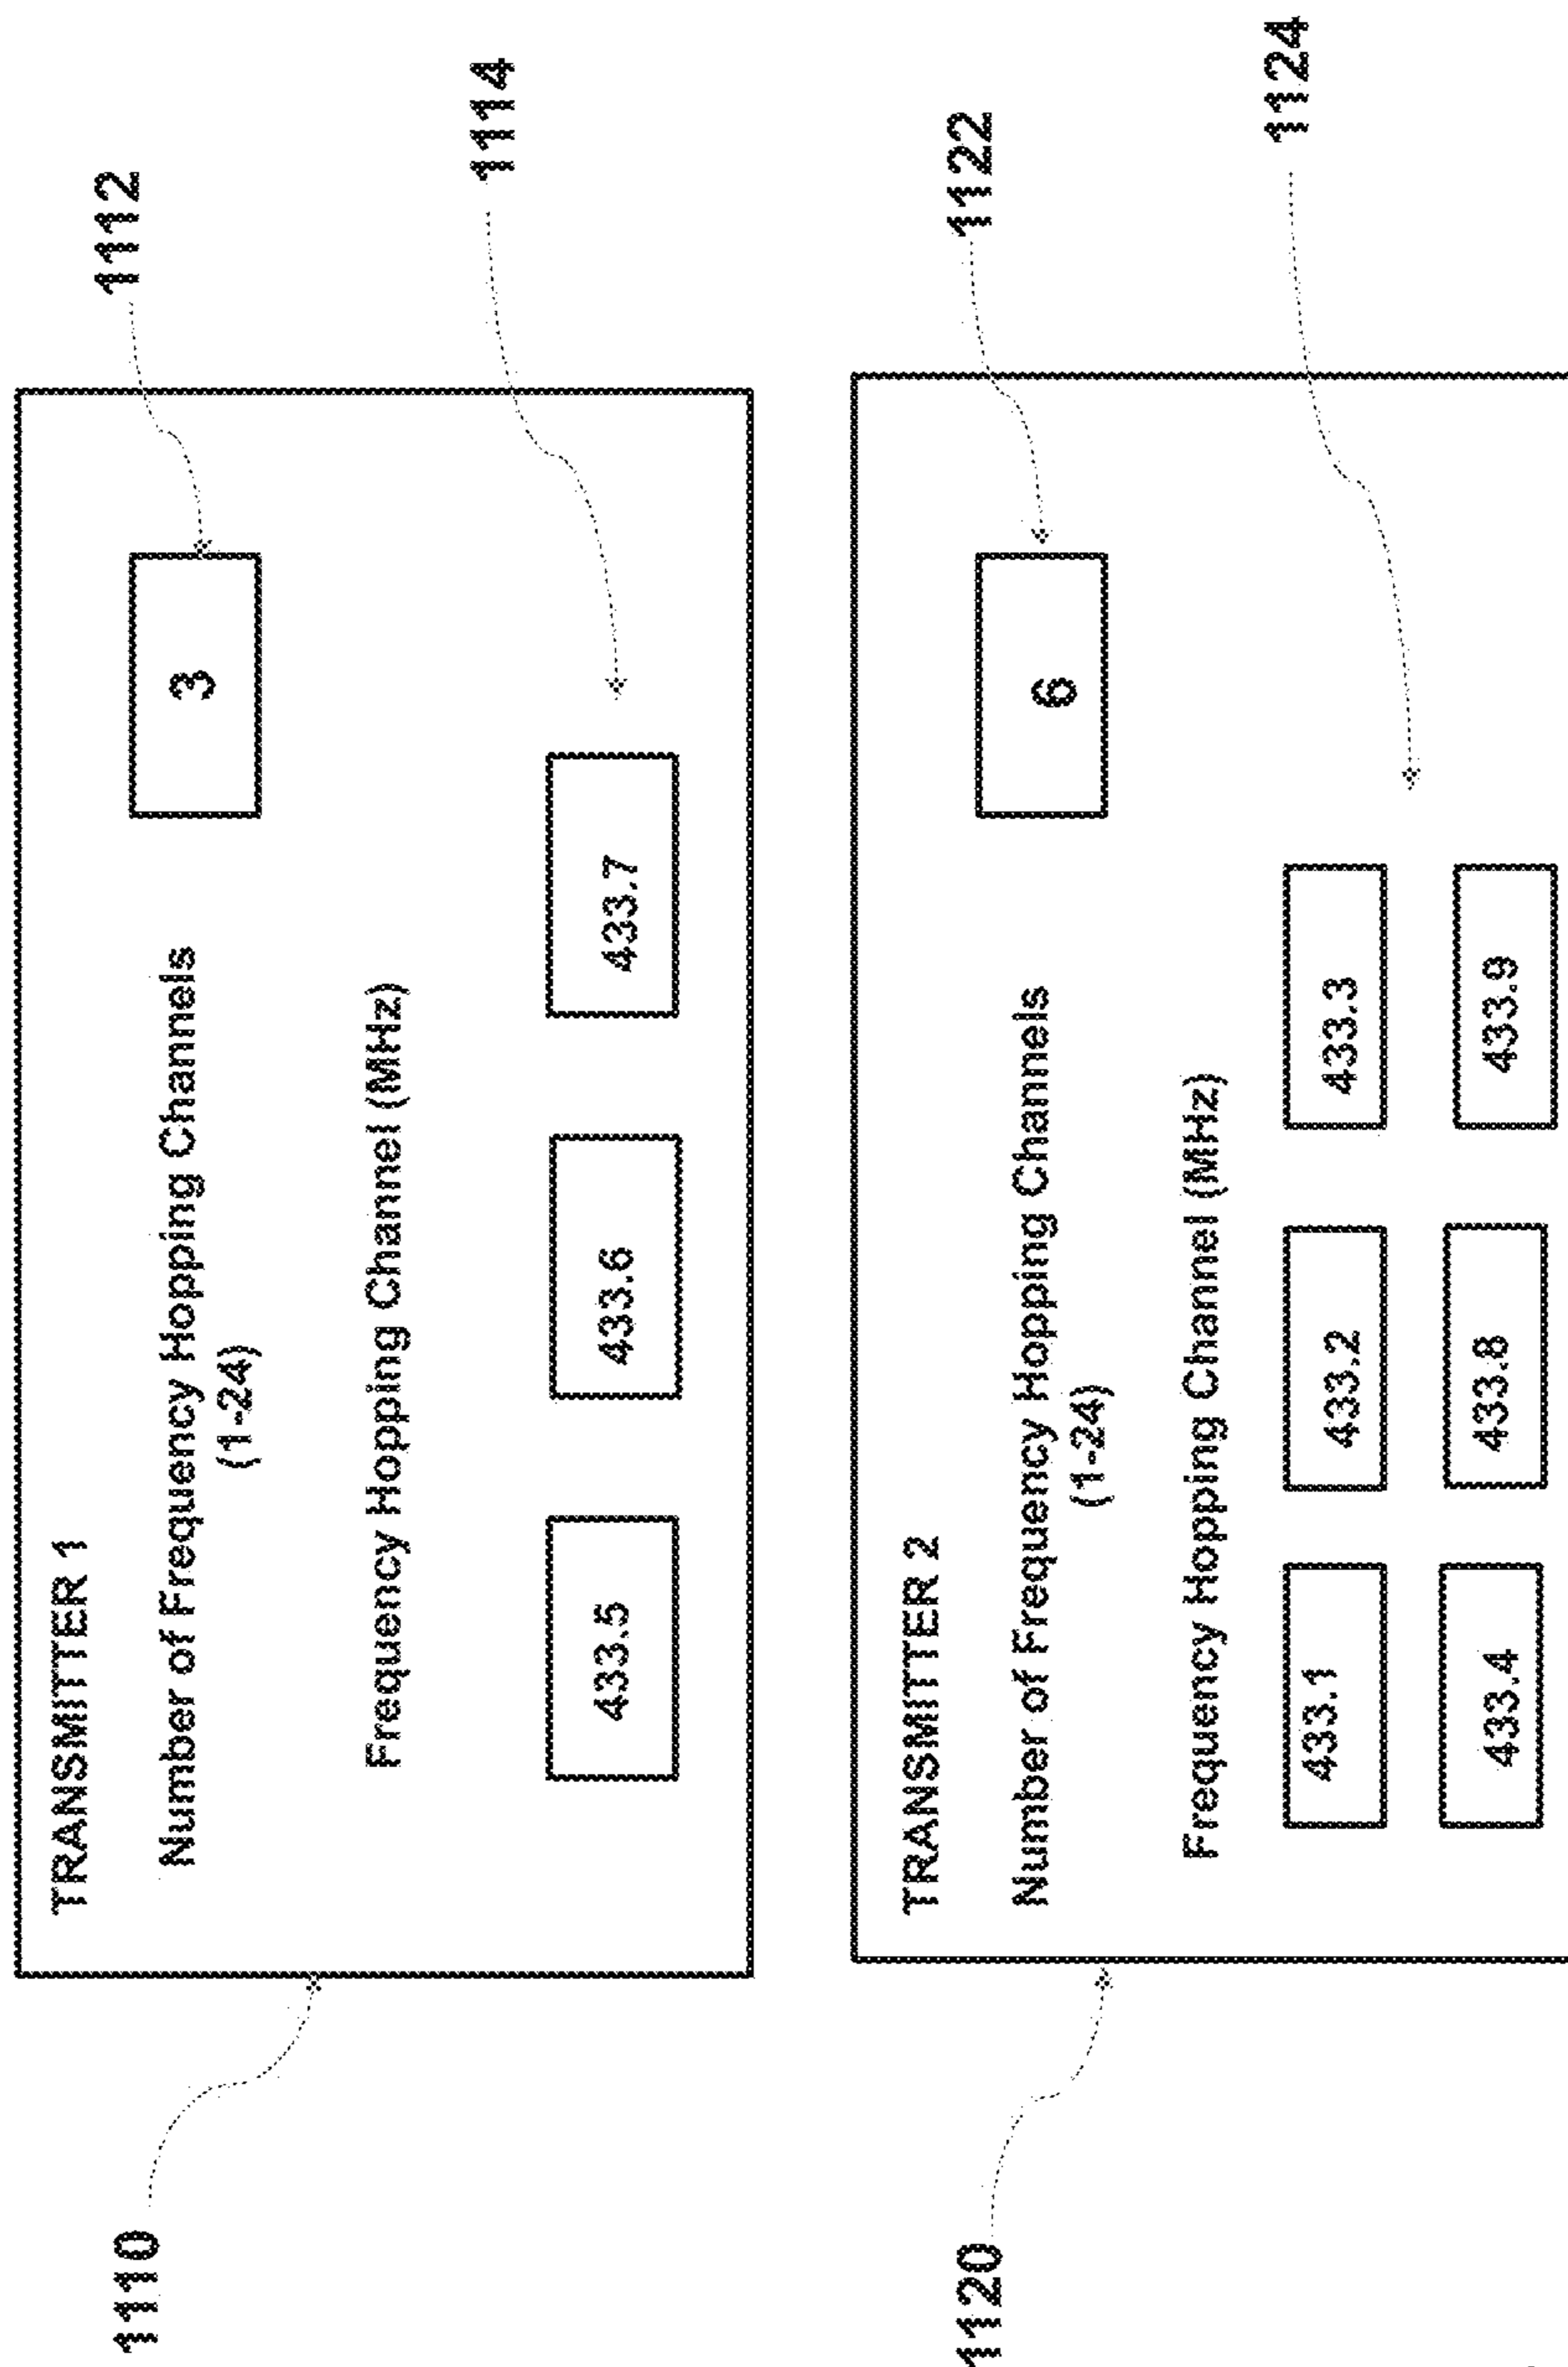 1110
TRANSMITTER 1
Number of Frequency Hopping Channels
(1-24)
3
1112
Frequency Hopping Channel (MHz)
1114
433.5 433.6 433.7
1120
TRANSMITTER 2
Number of Frequency Hopping Channels
(1-24)
6
1122
Frequency Hopping Channel (MHz)
1124
433.1 433.2 433.3
433.4 433.8 433.9